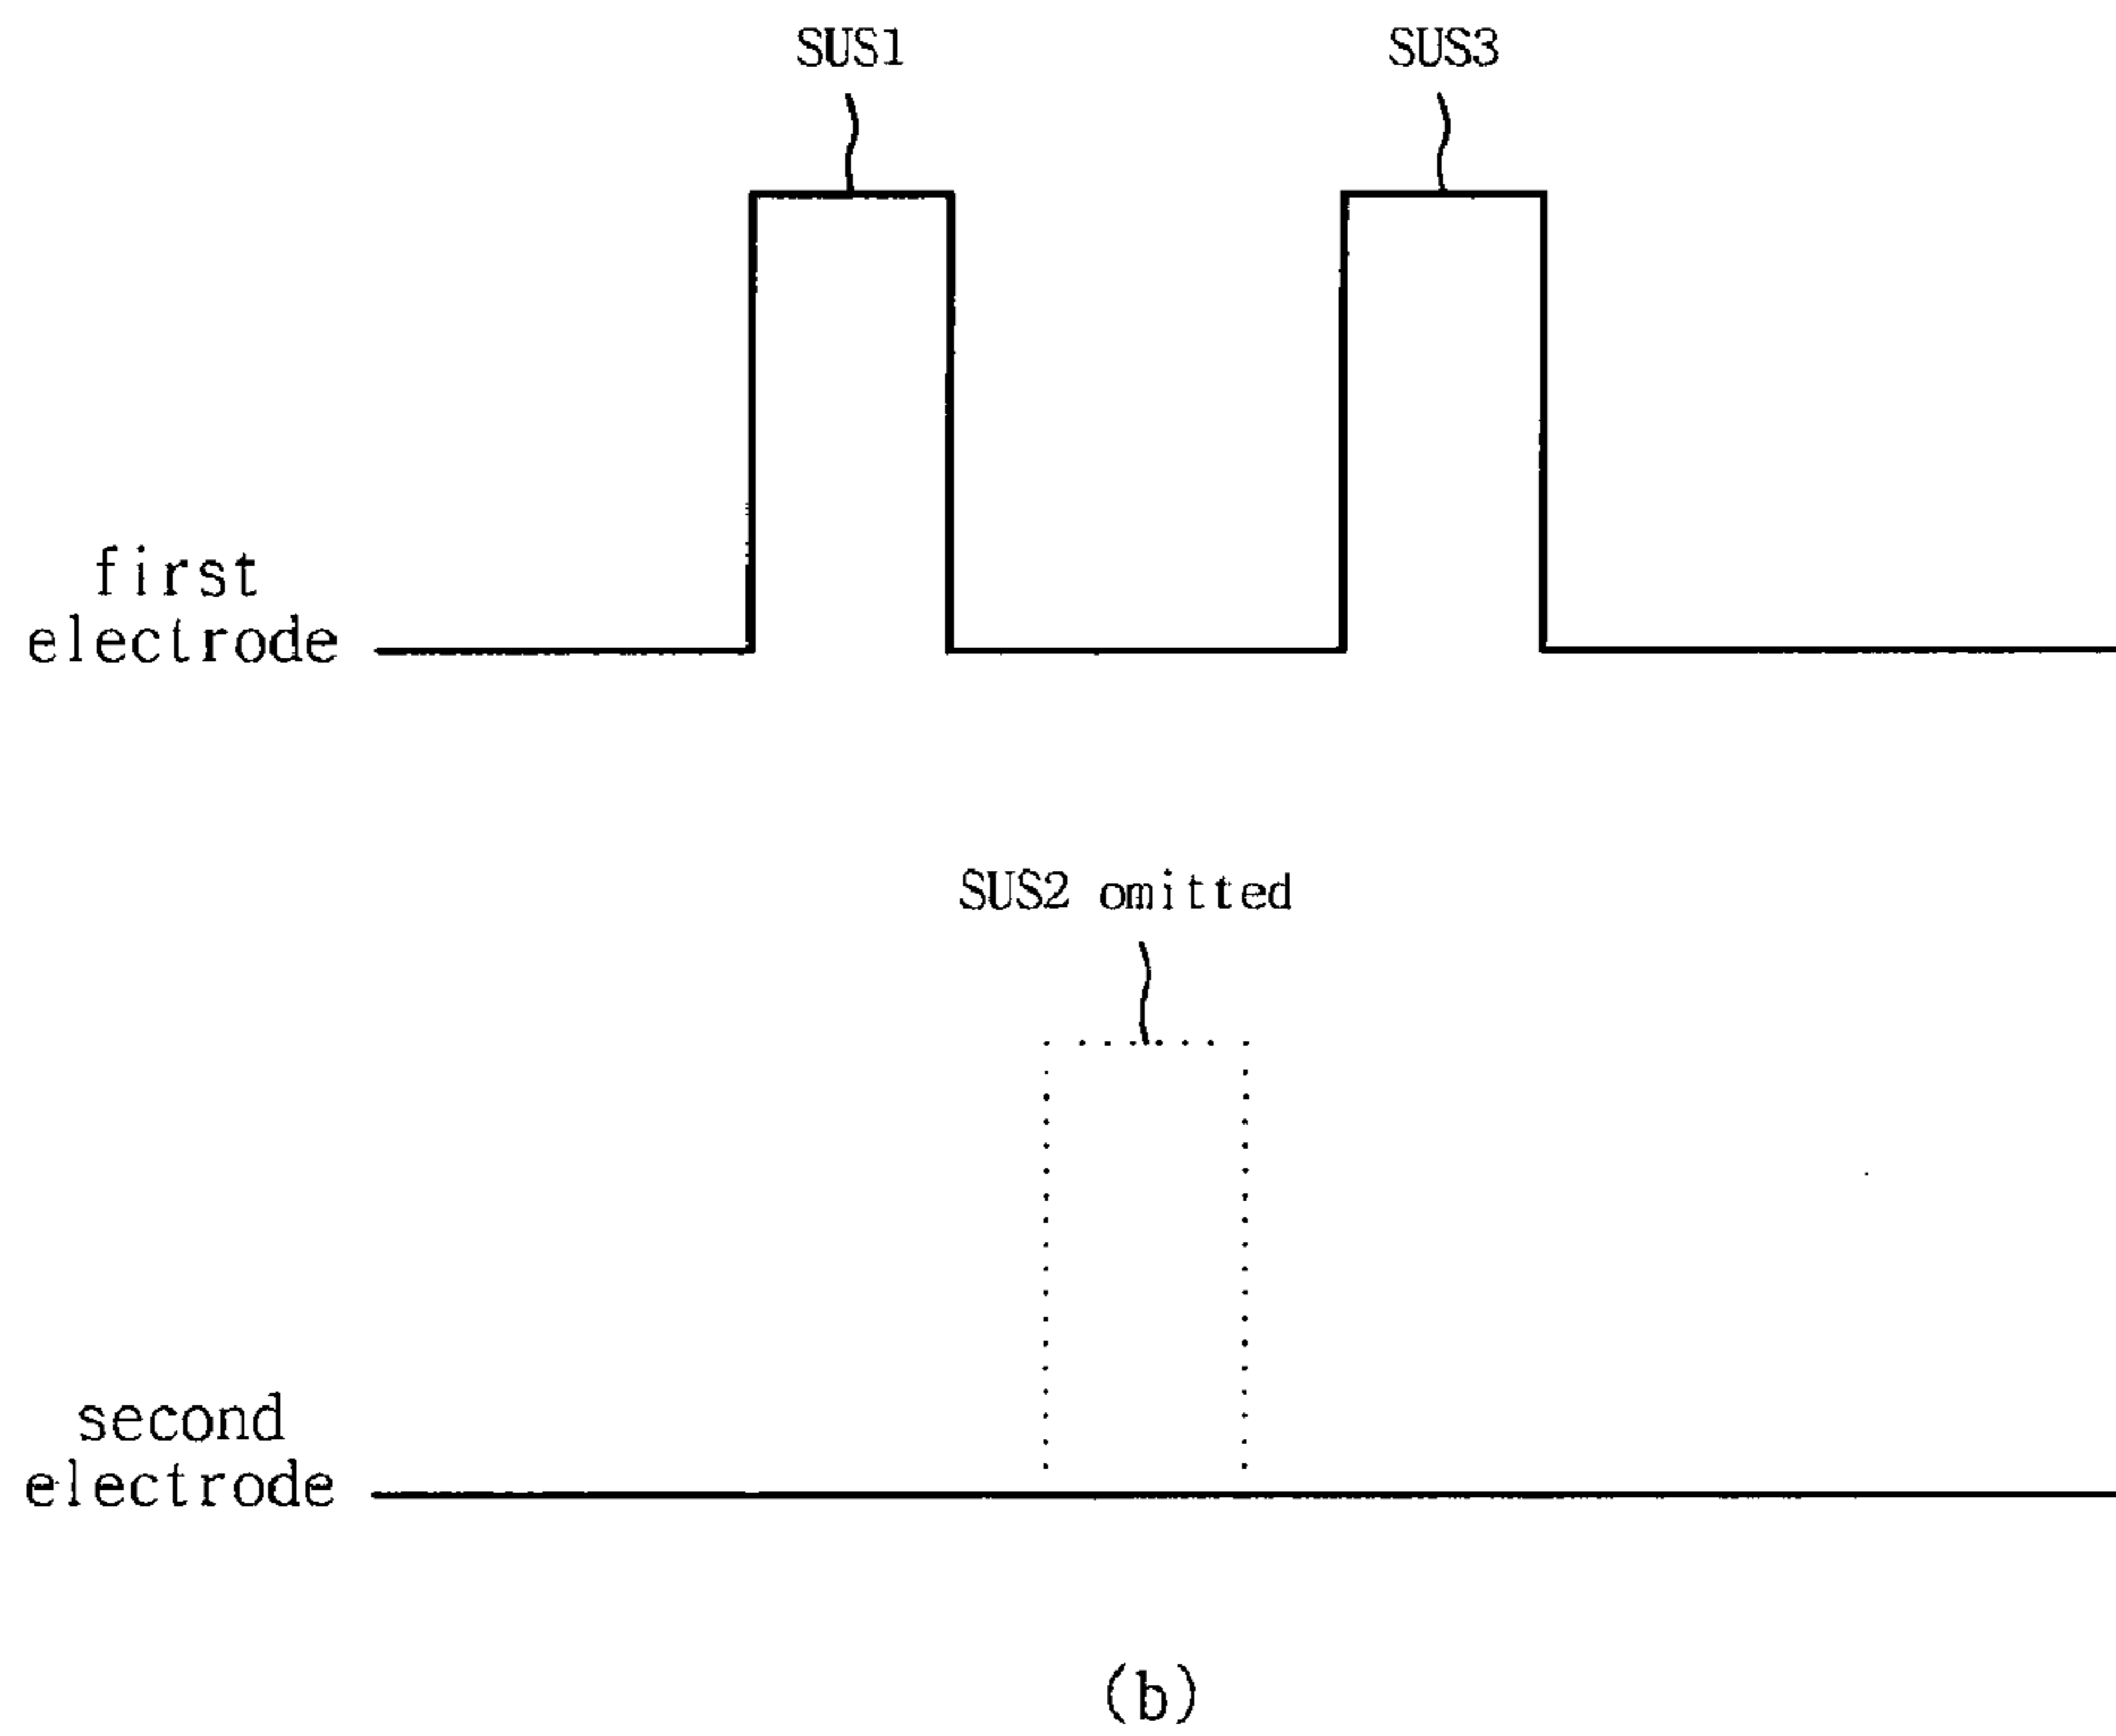 SUS1
SUS3
first
electrode
SUS2 omitted
second
electrode
(b)